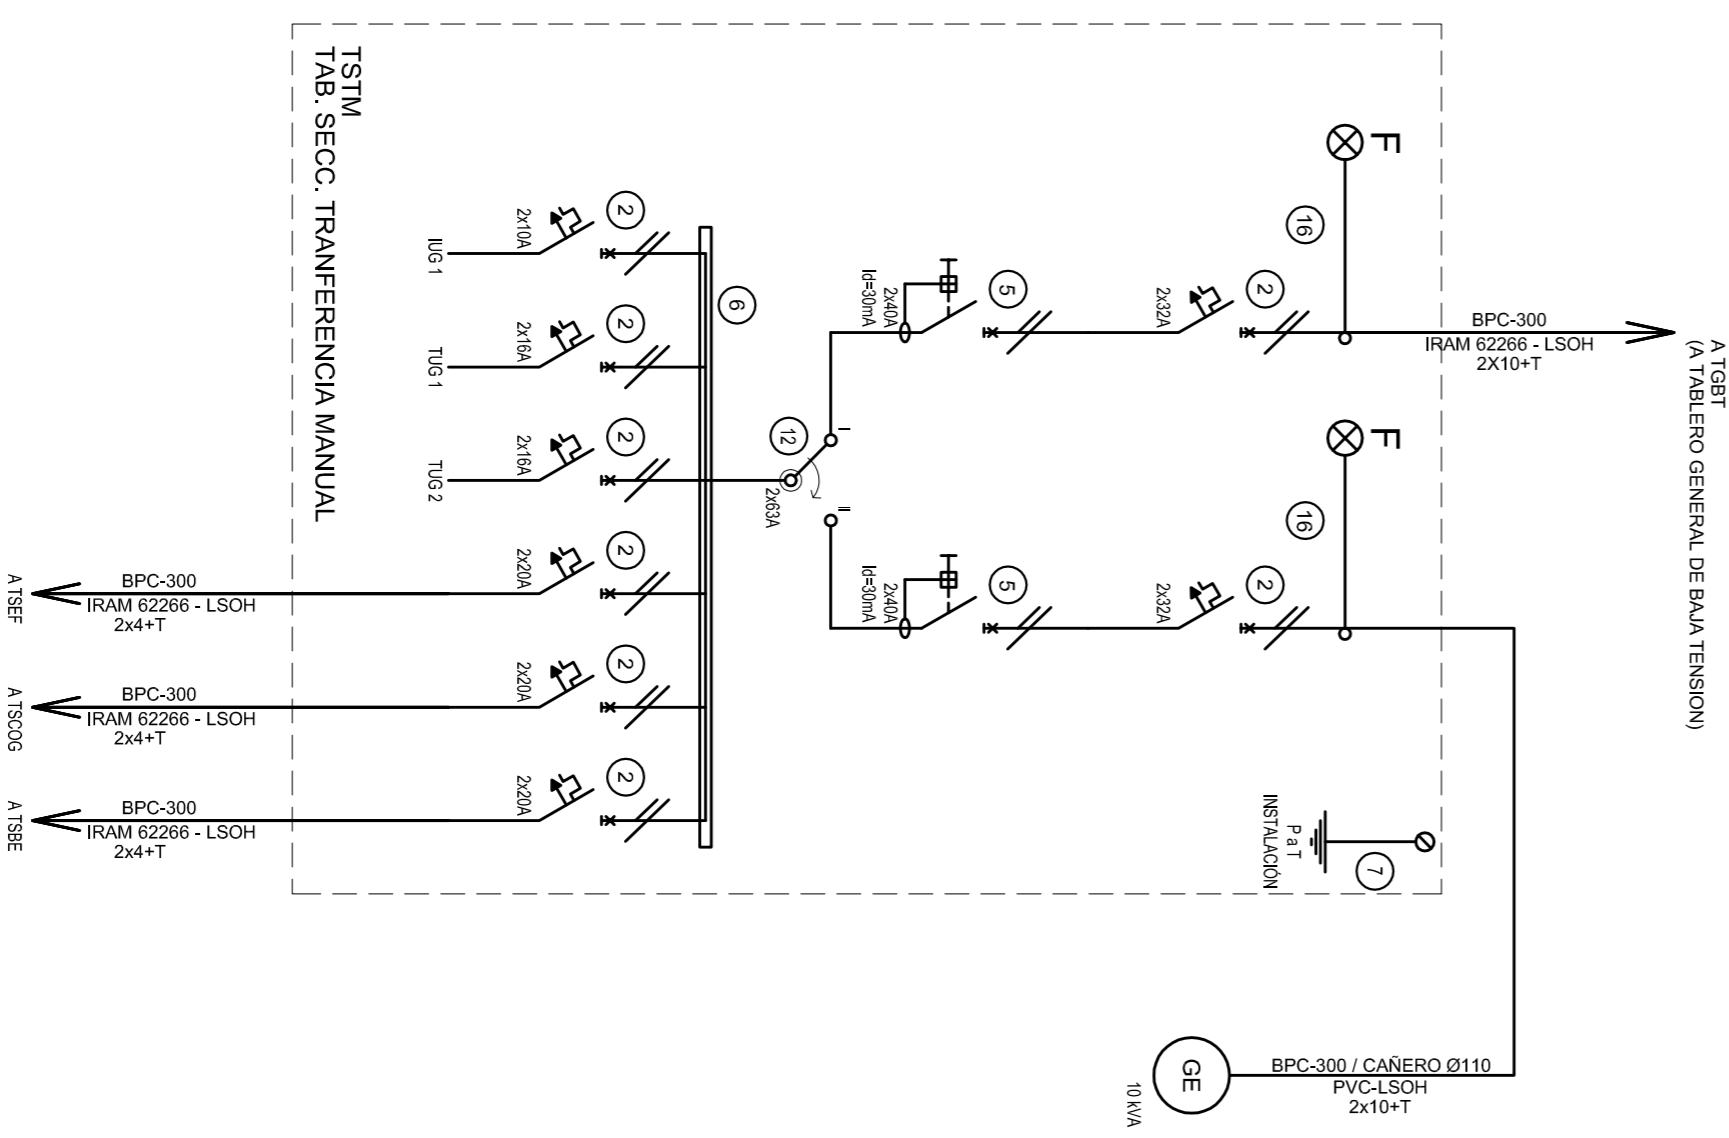 A TGBT
(A TABLERO GENERAL DE BAJA TENSION)
BPC-300
IRAM 62266 - LSOH
2X10+T
F
16
2
2x32A
5
2x40A
Id=30mA
F
16
2
2x32A
5
2x40A
Id=30mA
I
II
12
2x63A
6
2
2x10A
IUG 1
2
2x16A
TUG 1
2
2x16A
TUG 2
2
2x20A
BPC-300
IRAM 62266 - LSOH
2x4+T
A TSEF
2
2x20A
BPC-300
IRAM 62266 - LSOH
2x4+T
A TSCOG
2
2x20A
BPC-300
IRAM 62266 - LSOH
2x4+T
A TSBE
7
P a T
INSTALACIÓN
GE
10 kVA
BPC-300 / CAÑERO Ø110
PVC-LSOH
2x10+T
TSTM
TAB. SECC. TRANFERENCIA MANUAL